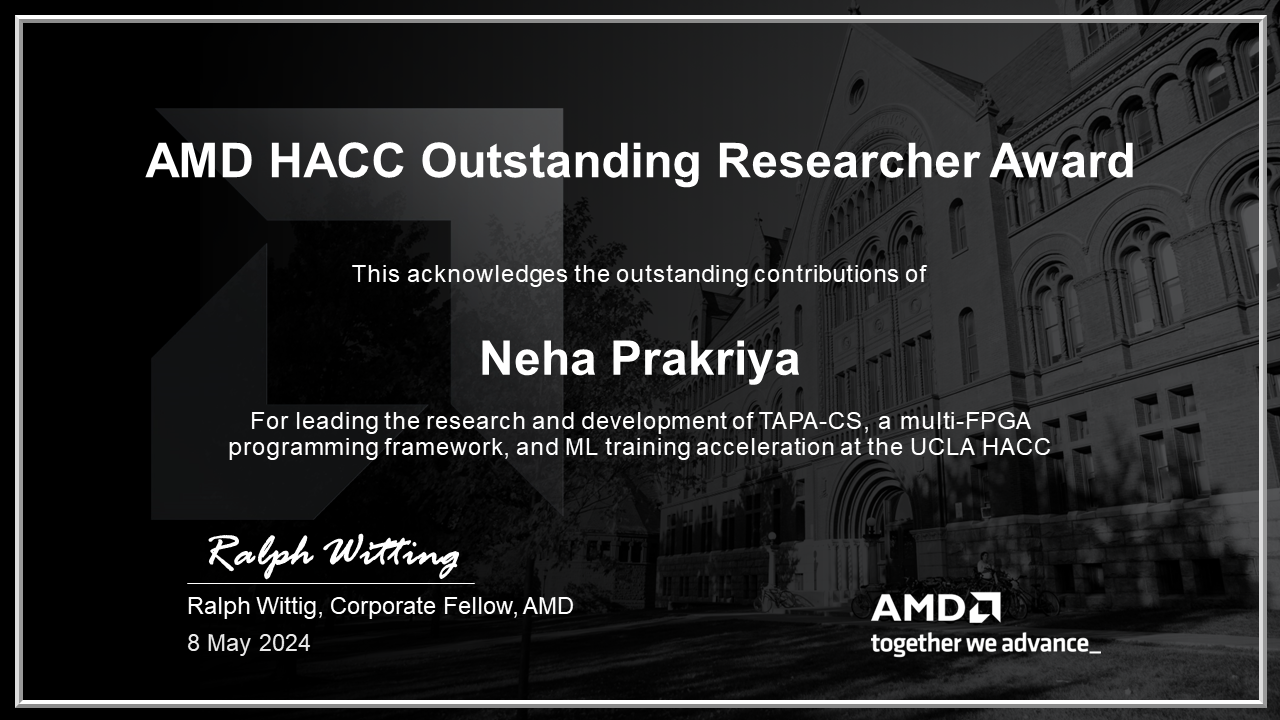 AMD HACC Outstanding Researcher Award
This acknowledges the outstanding contributions of
Neha Prakriya
For leading the research and development of TAPA-CS, a multi-FPGA
programming framework, and ML training acceleration at the UCLA HACC
Ralph Witting
Ralph Wittig, Corporate Fellow, AMD
8 May 2024
AMD
together we advance_